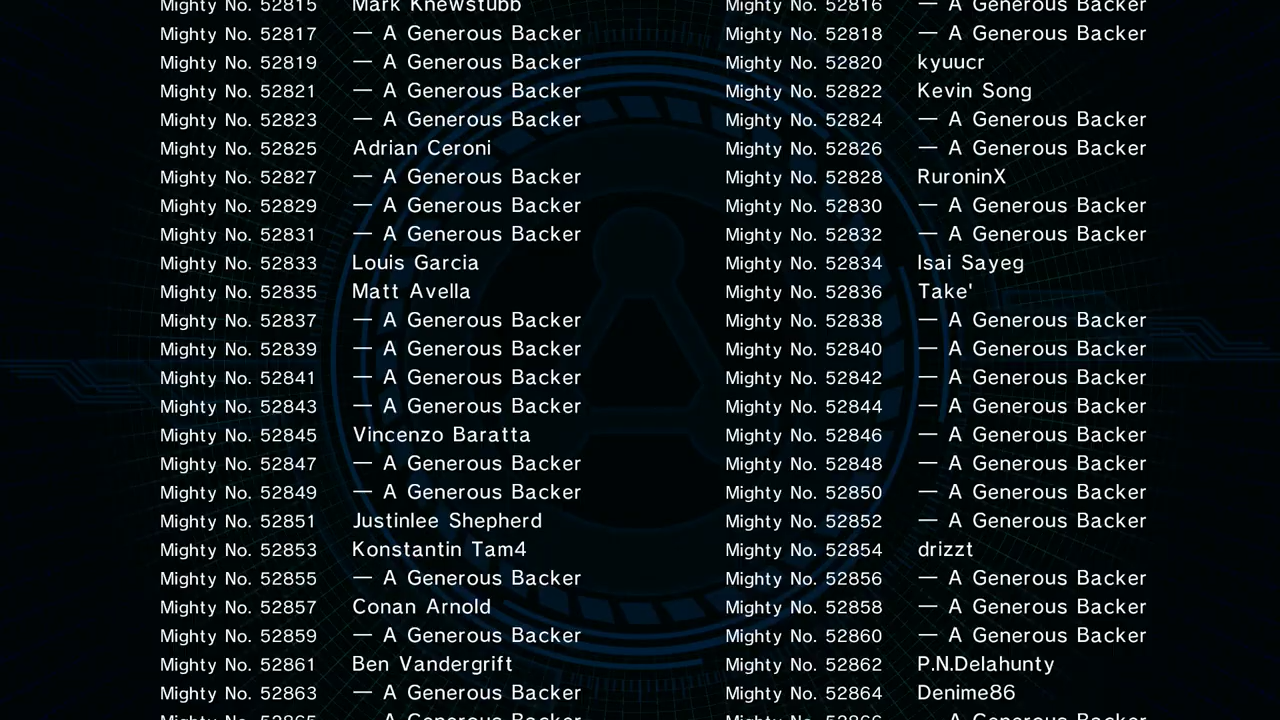 Mighty No. 52815 Mark Knewstubb Mighty No. 52816 — A Generous Backer
Mighty No. 52817 — A Generous Backer Mighty No. 52818 — A Generous Backer
Mighty No. 52819 — A Generous Backer Mighty No. 52820 kyuucr
Mighty No. 52821 — A Generous Backer Mighty No. 52822 Kevin Song
Mighty No. 52823 — A Generous Backer Mighty No. 52824 — A Generous Backer
Mighty No. 52825 Adrian Ceroni Mighty No. 52826 — A Generous Backer
Mighty No. 52827 — A Generous Backer Mighty No. 52828 RuroninX
Mighty No. 52829 — A Generous Backer Mighty No. 52830 — A Generous Backer
Mighty No. 52831 — A Generous Backer Mighty No. 52832 — A Generous Backer
Mighty No. 52833 Louis Garcia Mighty No. 52834 Isai Sayeg
Mighty No. 52835 Matt Avella Mighty No. 52836 Take'
Mighty No. 52837 — A Generous Backer Mighty No. 52838 — A Generous Backer
Mighty No. 52839 — A Generous Backer Mighty No. 52840 — A Generous Backer
Mighty No. 52841 — A Generous Backer Mighty No. 52842 — A Generous Backer
Mighty No. 52843 — A Generous Backer Mighty No. 52844 — A Generous Backer
Mighty No. 52845 Vincenzo Baratta Mighty No. 52846 — A Generous Backer
Mighty No. 52847 — A Generous Backer Mighty No. 52848 — A Generous Backer
Mighty No. 52849 — A Generous Backer Mighty No. 52850 — A Generous Backer
Mighty No. 52851 Justinlee Shepherd Mighty No. 52852 — A Generous Backer
Mighty No. 52853 Konstantin Tam4 Mighty No. 52854 drizzt
Mighty No. 52855 — A Generous Backer Mighty No. 52856 — A Generous Backer
Mighty No. 52857 Conan Arnold Mighty No. 52858 — A Generous Backer
Mighty No. 52859 — A Generous Backer Mighty No. 52860 — A Generous Backer
Mighty No. 52861 Ben Vandergrift Mighty No. 52862 P.N.Delahunty
Mighty No. 52863 — A Generous Backer Mighty No. 52864 Denime86
Mighty No. 52865 — A Generous Backer Mighty No. 52866 — A Generous Backer